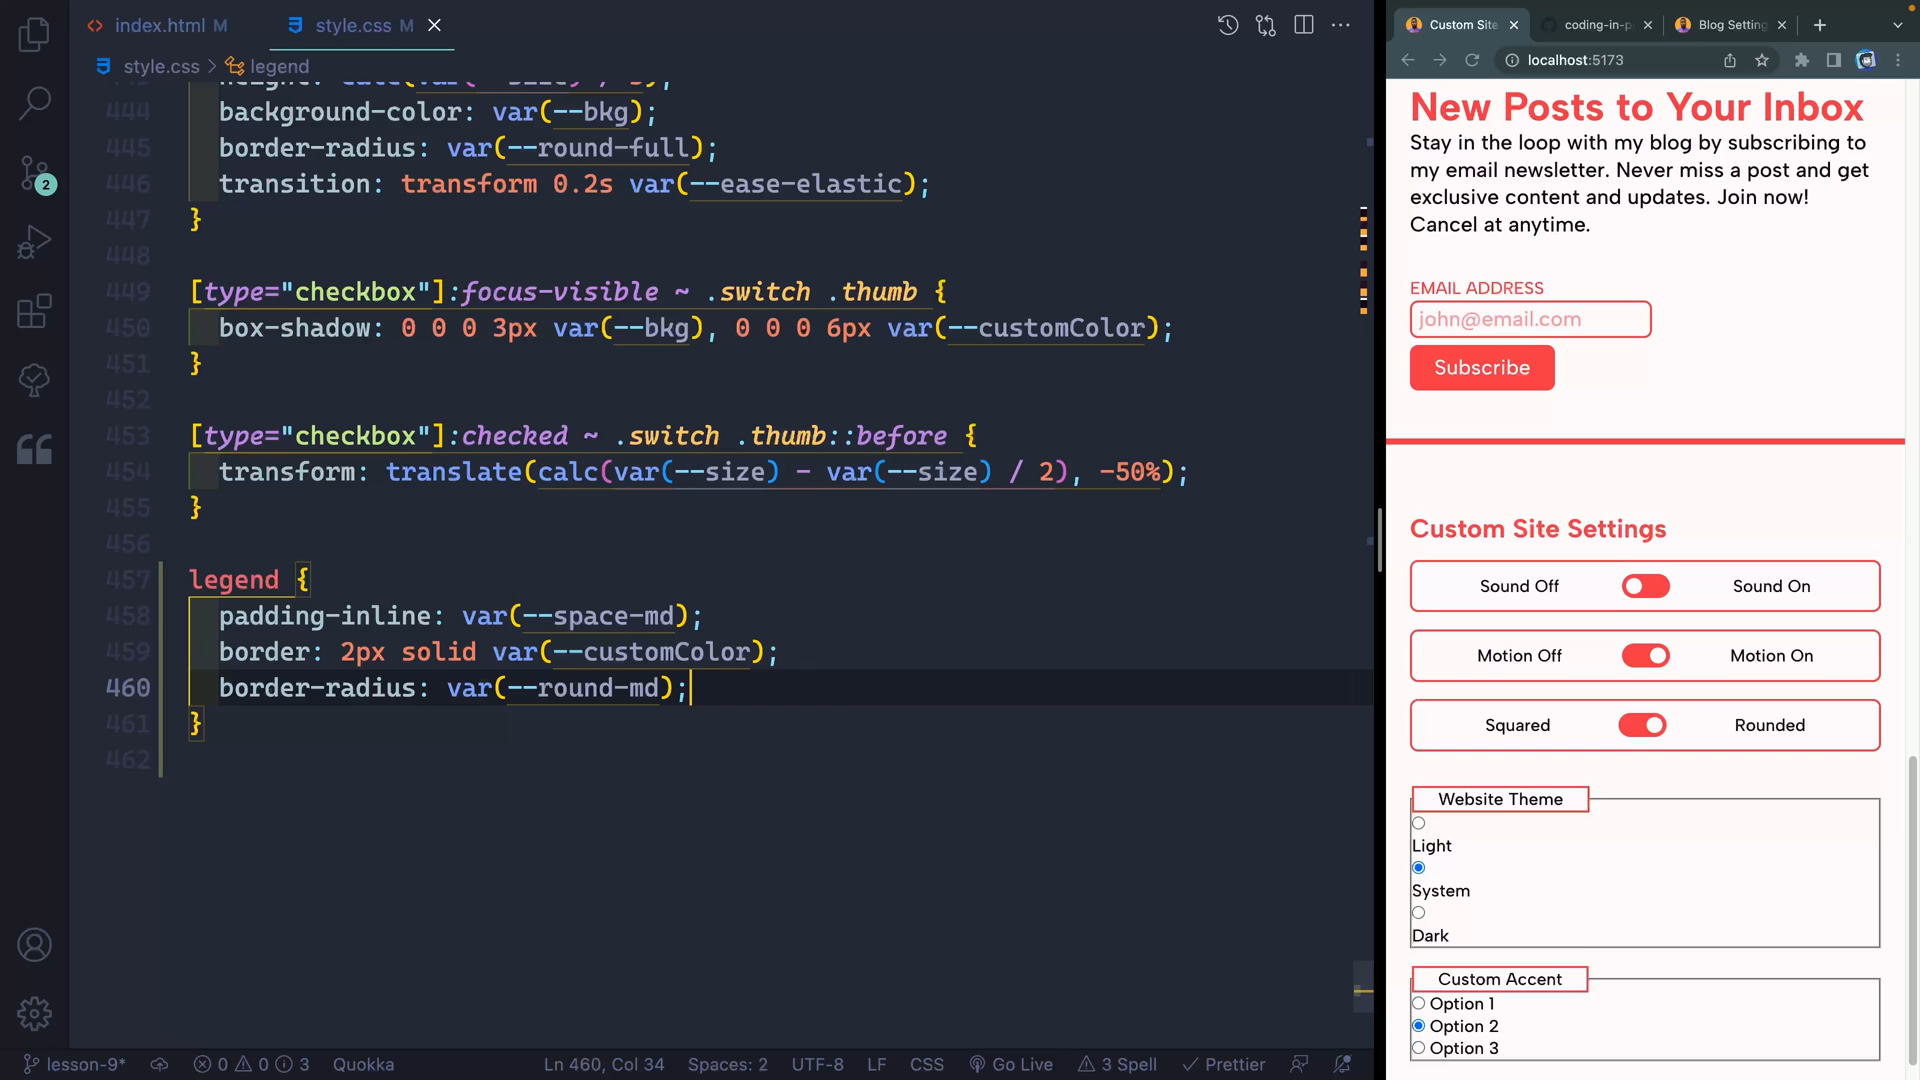 index.html M
style.css M
style.css > legend
444 background-color: var(--bkg);
445 border-radius: var(--round-full);
446 transition: transform 0.2s var(--ease-elastic);
447 }
448
449 [type="checkbox"]:focus-visible ~ .switch .thumb {
450 box-shadow: 0 0 0 3px var(--bkg), 0 0 0 6px var(--customColor);
451 }
452
453 [type="checkbox"]:checked ~ .switch .thumb::before {
454 transform: translate(calc(var(--size) - var(--size) / 2), -50%);
455 }
456
457 legend {
458 padding-inline: var(--space-md);
459 border: 2px solid var(--customColor);
460 border-radius: var(--round-md);
461 }
462
2
lesson-9* 0 0 3 Quokka Ln 460, Col 34 Spaces: 2 UTF-8 LF CSS Go Live 3 Spell Prettier
Custom Site
coding-in-p
Blog Setting
localhost:5173
New Posts to Your Inbox
Stay in the loop with my blog by subscribing to
my email newsletter. Never miss a post and get
exclusive content and updates. Join now!
Cancel at anytime.
EMAIL ADDRESS
john@email.com
Subscribe
Custom Site Settings
Sound Off Sound On
Motion Off Motion On
Squared Rounded
Website Theme
Light
System
Dark
Custom Accent
Option 1
Option 2
Option 3